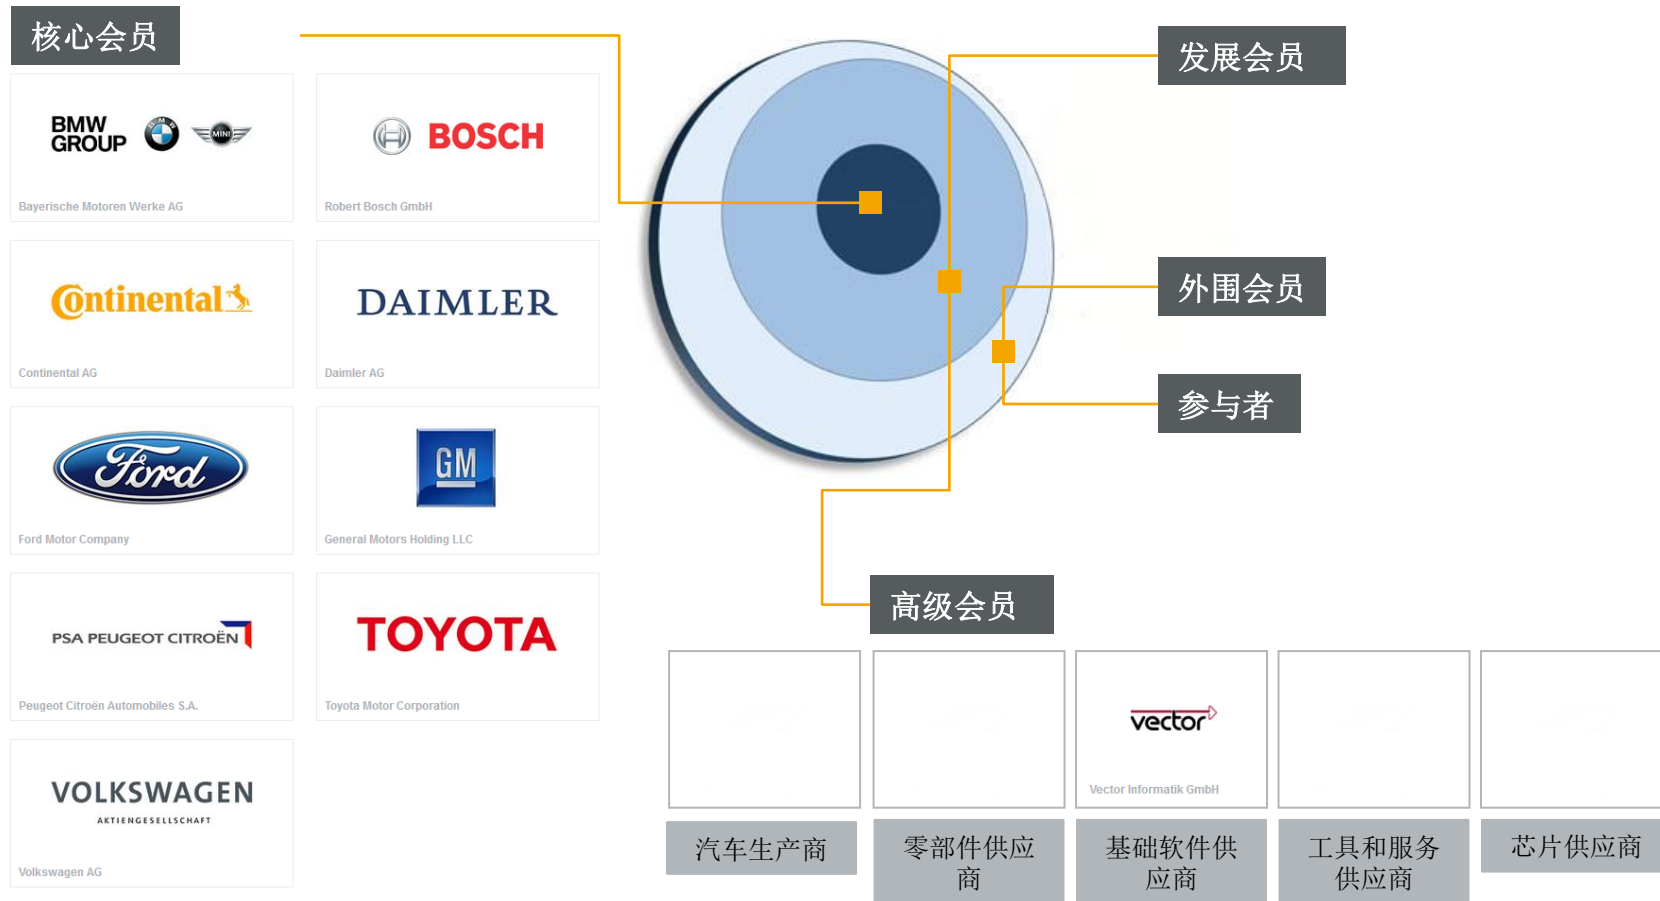 核心会员
BMW
GROUP
MINI
Bayerische Motoren Werke AG
BOSCH
Robert Bosch GmbH
Continental
Continental AG
DAIMLER
Daimler AG
Ford
Ford Motor Company
GM
General Motors Holding LLC
PSA PEUGEOT CITROËN
Peugeot Citroën Automobiles S.A.
TOYOTA
Toyota Motor Corporation
VOLKSWAGEN
AKTIENGESELLSCHAFT
Volkswagen AG
发展会员
外围会员
参与者
高级会员
vector
Vector Informatik GmbH
汽车生产商
零部件供应
商
基础软件供
应商
工具和服务
供应商
芯片供应商